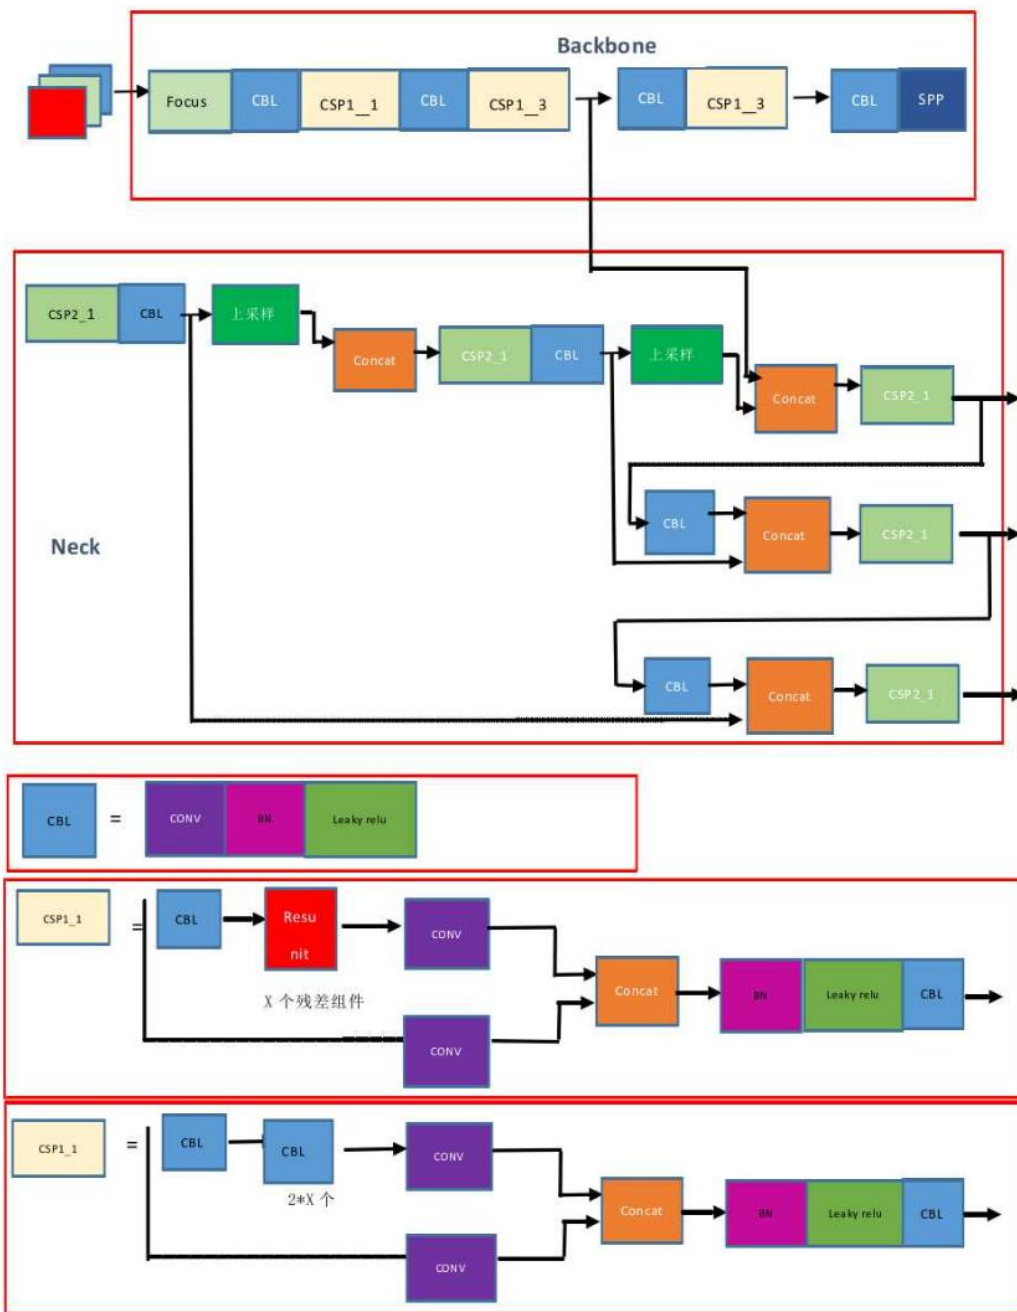 Backbone
Focus CBL CSP1__1 CBL CSP1__3 CBL CSP1__3 CBL SPP
CSP2_1 CBL 上采样 Concat CSP2_1 CBL 上采样 Concat CSP2_1
Neck
CBL Concat CSP2_1
CBL Concat CSP2_1
CBL = CONV BN Leaky relu
CSP1_1 = CBL Resu
nit
CONV
X 个残差组件
CONV
Concat BN Leaky relu CBL
CSP1_1 = CBL CBL CONV
2*X 个
CONV
Concat BN Leaky relu CBL